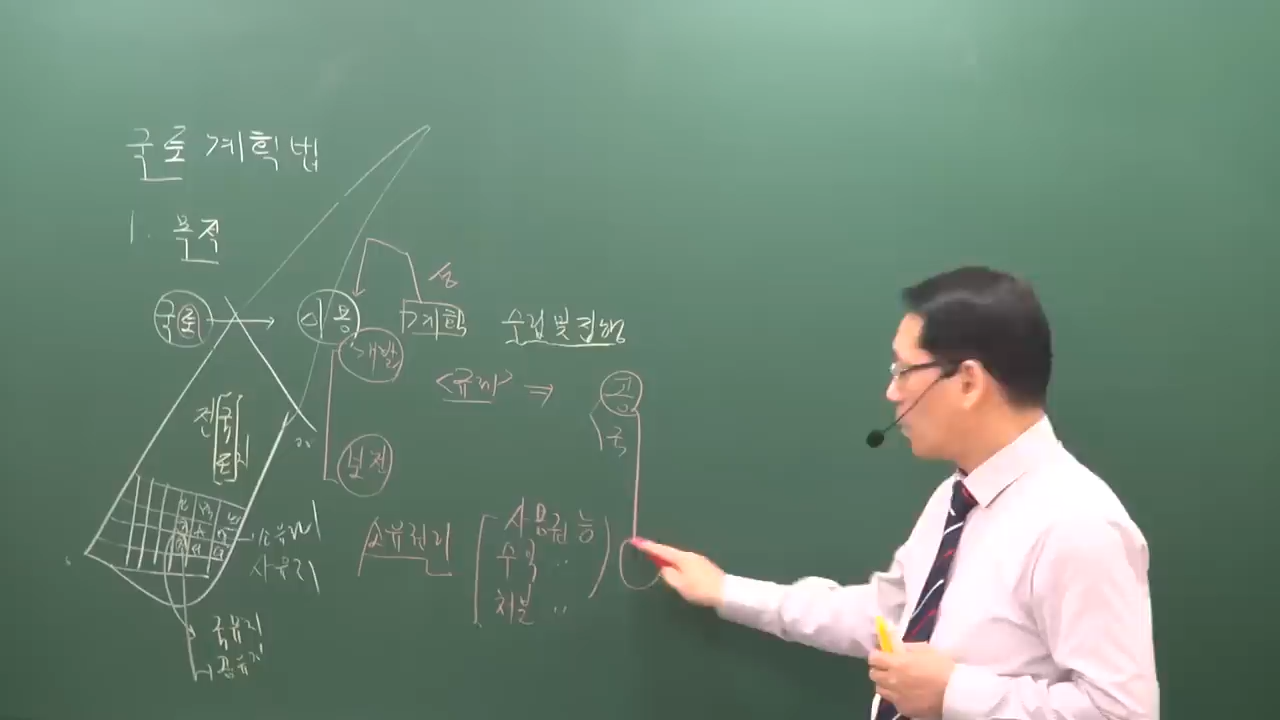 국토 계획법
1. 목적
국토 이용 계획 수립 및 집행
개발
<규제> ⇒ 공
국
전 국토
보전
소유권리 사용권능
수익 〃
처분 〃
사유지
국유지
공유지